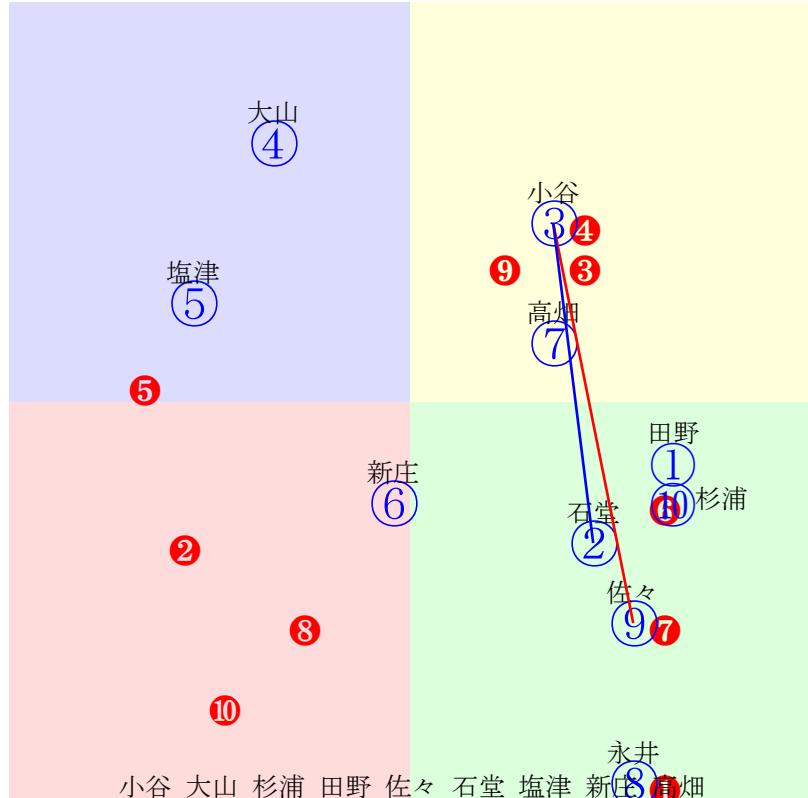 大山
④
小谷
③ ❹
❾ ❸
塩津
⑤
高畑
⑦
❺
田野
①
新庄
⑥
⑩ 杉浦
石堂
②
❷
佐々
⑨ ❼
❽
❿
永井
⑧
小谷 大山 杉浦 田野 佐々 石堂 塩津 新庄 高畑